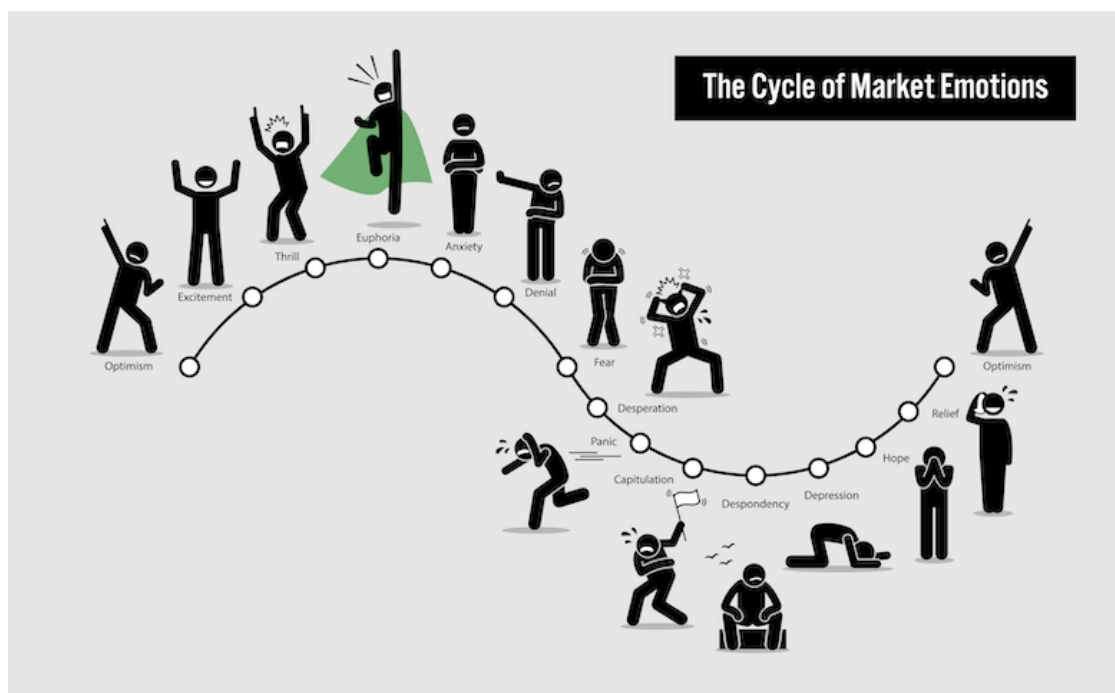 The Cycle of Market Emotions
Optimism
Excitement
Thrill
Euphoria
Anxiety
Denial
Fear
Desperation
Panic
Capitulation
Despondency
Depression
Hope
Relief
Optimism